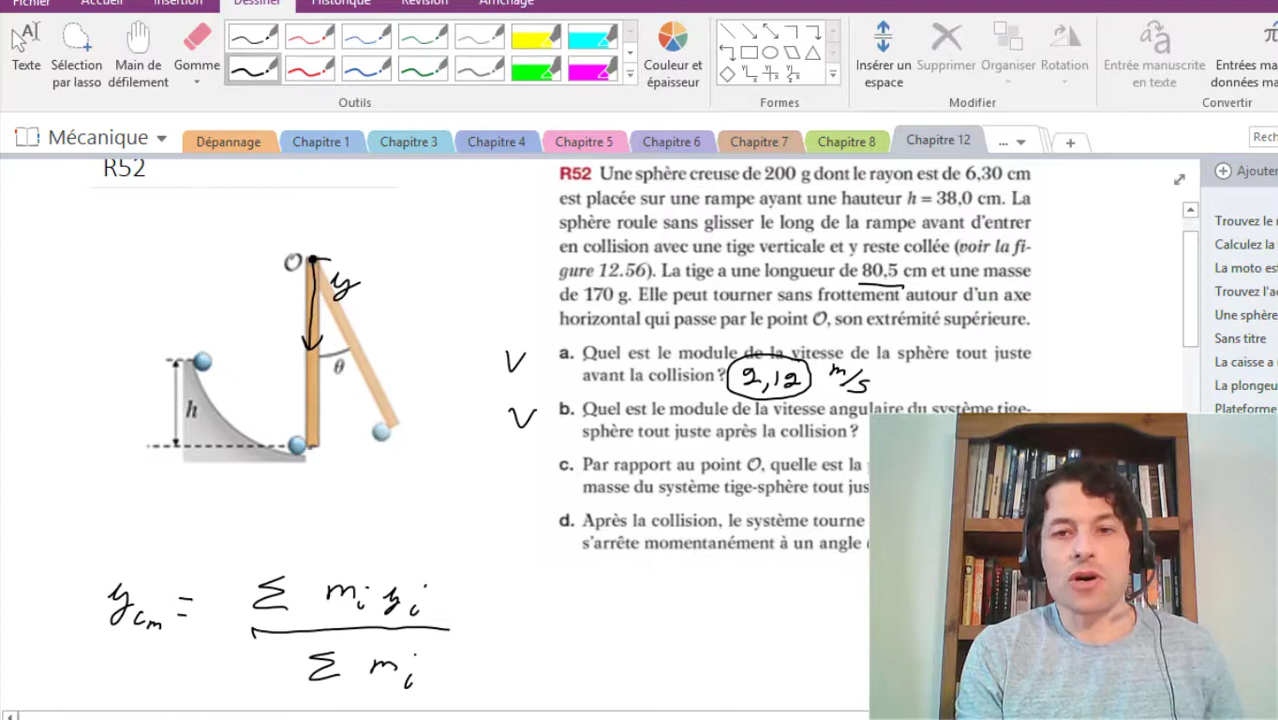 Fichier Accueil Insertion Dessiner Historique Révision Affichage
Texte
Sélection par lasso
Main de défilement
Gomme
Couleur et épaisseur
Insérer un espace
Supprimer
Organiser
Rotation
Entrée manuscrite en texte
Outils
Formes
Modifier
Convertir
Mécanique
Dépannage
Chapitre 1
Chapitre 3
Chapitre 4
Chapitre 5
Chapitre 6
Chapitre 7
Chapitre 8
Chapitre 12
...
Rech
R52
R52 Une sphère creuse de 200 g dont le rayon est de 6,30 cm
est placée sur une rampe ayant une hauteur h = 38,0 cm. La
sphère roule sans glisser le long de la rampe avant d'entrer
en collision avec une tige verticale et y reste collée (voir la fi-
gure 12.56). La tige a une longueur de 80,5 cm et une masse
de 170 g. Elle peut tourner sans frottement autour d'un axe
horizontal qui passe par le point O, son extrémité supérieure.
a. Quel est le module de la vitesse de la sphère tout juste
avant la collision ? 2,12 m/s
b. Quel est le module de la vitesse angulaire du système tige-
sphère tout juste après la collision ?
c. Par rapport au point O, quelle est la
masse du système tige-sphère tout jus
d. Après la collision, le système tourne
s'arrête momentanément à un angle
O
y
θ
h
V
V
y_cm = Σ m_i y_i
Σ m_i
Ajouter
Trouvez le
Calculez la
La moto es
Trouvez l'a
Une sphère
Sans titre
La caisse a
La plongeu
Plateforme